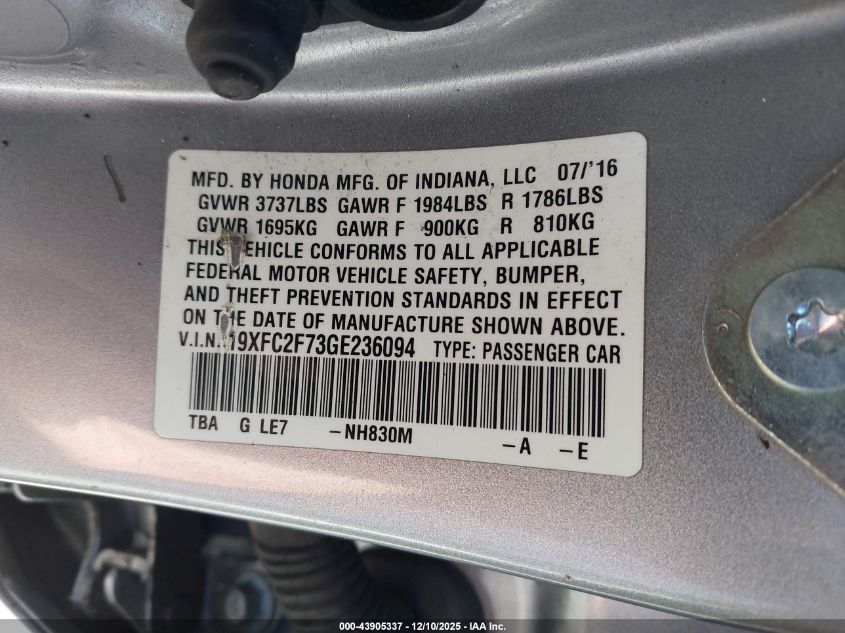 MFD. BY HONDA MFG. OF INDIANA, LLC 07/'16
GVWR 3737LBS GAWR F 1984LBS R 1786LBS
GVWR 1695KG GAWR F 900KG R 810KG
THIS VEHICLE CONFORMS TO ALL APPLICABLE
FEDERAL MOTOR VEHICLE SAFETY, BUMPER,
AND THEFT PREVENTION STANDARDS IN EFFECT
ON THE DATE OF MANUFACTURE SHOWN ABOVE.
V.I.N.:19XFC2F73GE236094 TYPE: PASSENGER CAR
TBA G LE7 -NH830M -A -E
000-43905337 - 12/10/2025 - © IAA Inc.